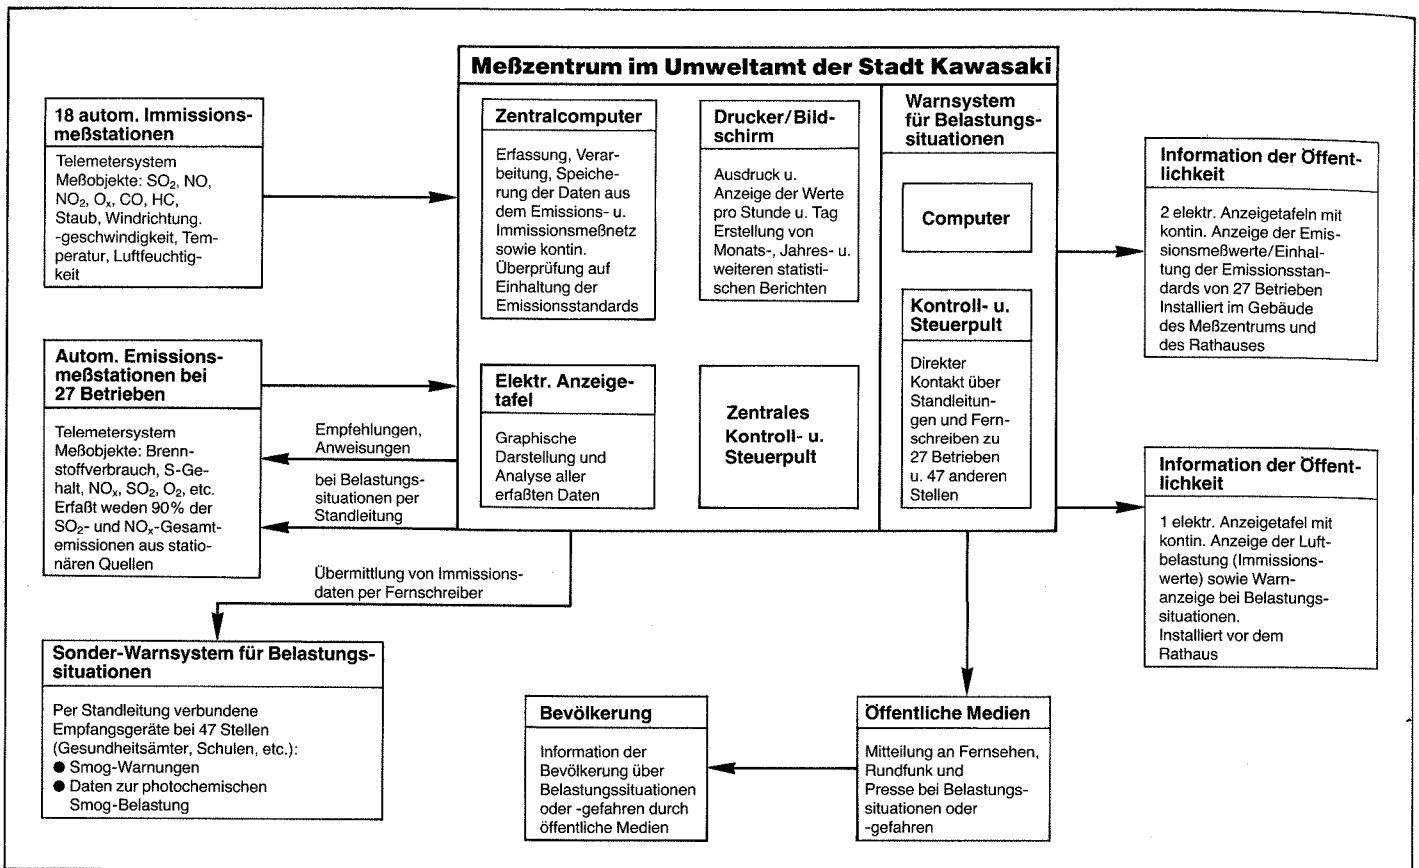 Meßzentrum im Umweltamt der Stadt Kawasaki
18 autom. Immissions-
meßstationen
Telemetersystem
Meßobjekte: SO₂, NO,
NO₂, Oₓ, CO, HC,
Staub, Windrichtung.
-geschwindigkeit, Tem-
peratur, Luftfeuchtig-
keit
Autom. Emissions-
meßstationen bei
27 Betrieben
Telemetersystem
Meßobjekte: Brenn-
stoffverbrauch, S-Ge-
halt, NOₓ, SO₂, O₂, etc.
Erfaßt weden 90% der
SO₂- und NOₓ-Gesamt-
emissionen aus statio-
nären Quellen
Empfehlungen,
Anweisungen
bei Belastungs-
situationen per
Standleitung
Übermittlung von Immissions-
daten per Fernschreiber
Zentralcomputer
Erfassung, Verar-
beitung, Speiche-
rung der Daten aus
dem Emissions- u.
Immissionsmeßnetz
sowie kontin.
Überprüfung auf
Einhaltung der
Emissionsstandards
Drucker/Bild-
schirm
Ausdruck u.
Anzeige der Werte
pro Stunde u. Tag
Erstellung von
Monats-, Jahres- u.
weiteren statisti-
schen Berichten
Elektr. Anzeige-
tafel
Graphische
Darstellung und
Analyse aller
erfaßten Daten
Zentrales
Kontroll- u.
Steuerpult
Warnsystem
für Belastungs-
situationen
Computer
Kontroll- u.
Steuerpult
Direkter
Kontakt über
Standleitun-
gen und Fern-
schreiben zu
27 Betrieben
u. 47 anderen
Stellen
Information der Öffent-
lichkeit
2 elektr. Anzeigetafeln mit
kontin. Anzeige der Emis-
sionsmeßwerte/Einhal-
tung der Emissionsstan-
dards von 27 Betrieben
Installiert im Gebäude
des Meßzentrums und
des Rathauses
Information der Öffent-
lichkeit
1 elektr. Anzeigetafel mit
kontin. Anzeige der Luft-
belastung (Immissions-
werte) sowie Warn-
anzeige bei Belastungs-
situationen.
Installiert vor dem
Rathaus
Sonder-Warnsystem für Belastungs-
situationen
Per Standleitung verbundene
Empfangsgeräte bei 47 Stellen
(Gesundheitsämter, Schulen, etc.):
● Smog-Warnungen
● Daten zur photochemischen
Smog-Belastung
Bevölkerung
Information der
Bevölkerung über
Belastungssituationen
oder -gefahren durch
öffentliche Medien
Öffentliche Medien
Mitteilung an Fernsehen,
Rundfunk und
Presse bei Belastungs-
situationen oder
-gefahren